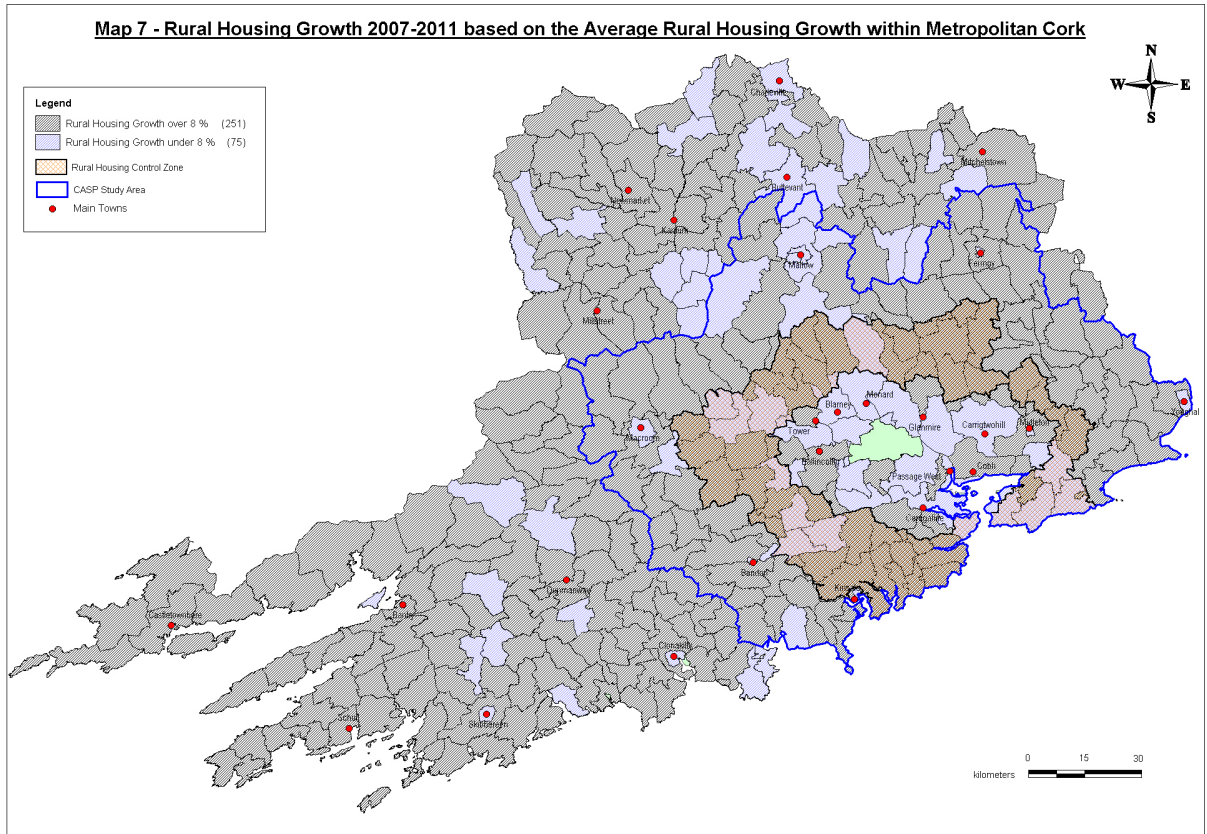 Map 7 - Rural Housing Growth 2007-2011 based on the Average Rural Housing Growth within Metropolitan Cork
N
W E
S
Legend
Rural Housing Growth over 8 % (251)
Rural Housing Growth under 8 % (75)
Rural Housing Control Zone
CASP Study Area
Main Towns
Charleville
Mitchelstown
Buttevant
Newmarket
Kanturk
Fermoy
Mallow
Millstreet
Youghal
Monard
Blarney
Glenmire
Tower
Carrigtwohill
Midleton
Macroom
Ballincollig
Cobh
Passage West
Carrigaline
Bandon
Dunmanway
Kinsale
Bantry
Castletownbere
Clonakilty
Skibbereen
Schull
0 15 30
kilometers